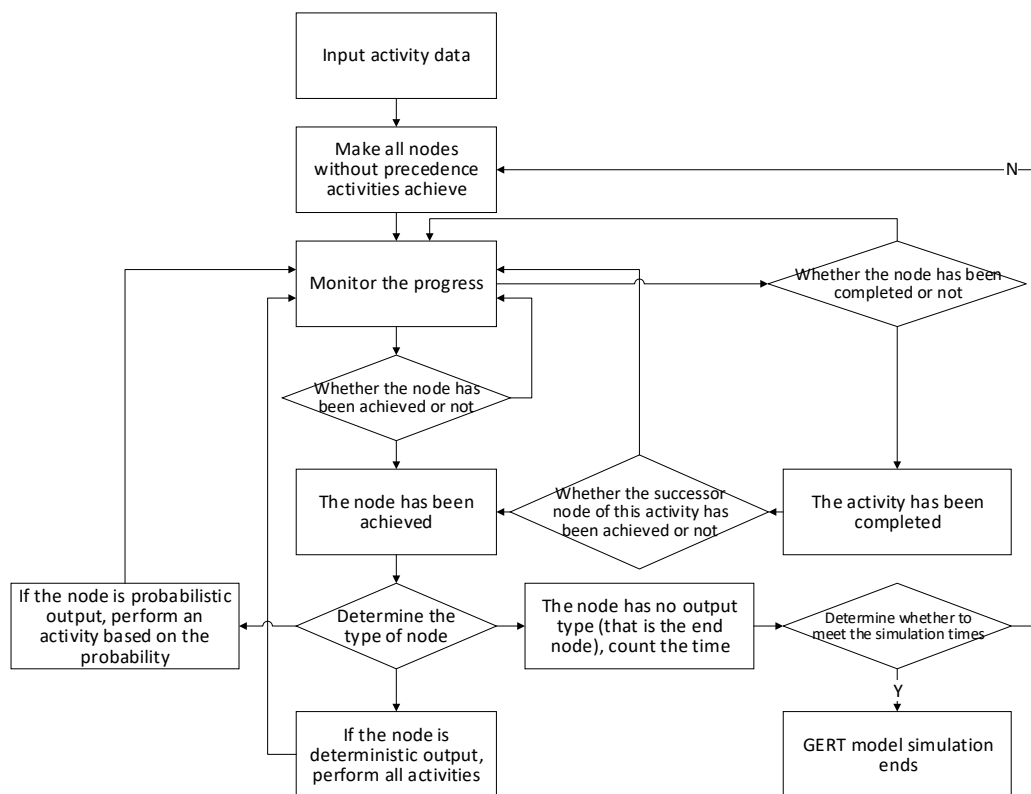 Input activity data
Make all nodes
without precedence
activities achieve
N
Monitor the progress
Whether the node has been
completed or not
Whether the node has
been achieved or not
The node has been
achieved
Whether the successor
node of this activity has
been achieved or not
The activity has been
completed
If the node is probabilistic
output, perform an
activity based on the
probability
Determine the
type of node
The node has no output
type (that is the end
node), count the time
Determine whether to
meet the simulation times
Y
If the node is
deterministic output,
perform all activities
GERT model simulation
ends